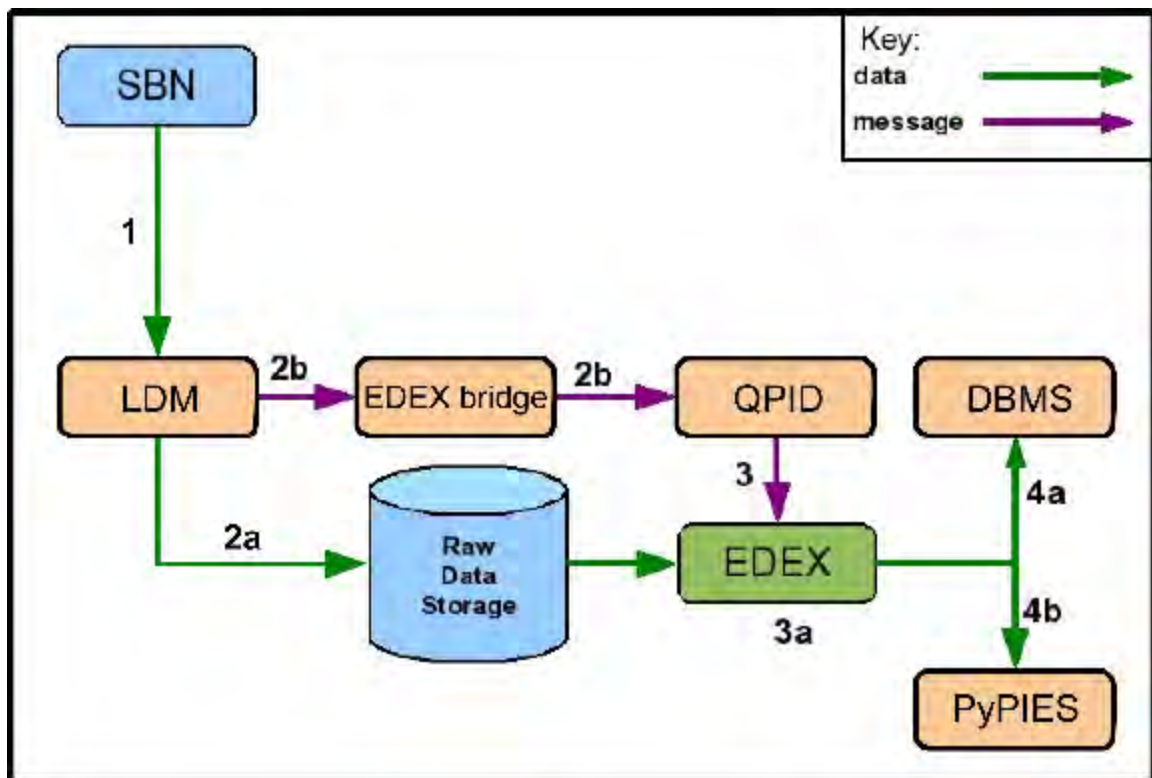 Key:
data
message
SBN
1
LDM
2b
EDEX bridge
2b
QPID
DBMS
2a
Raw
Data
Storage
3
EDEX
3a
4a
4b
PyPIES